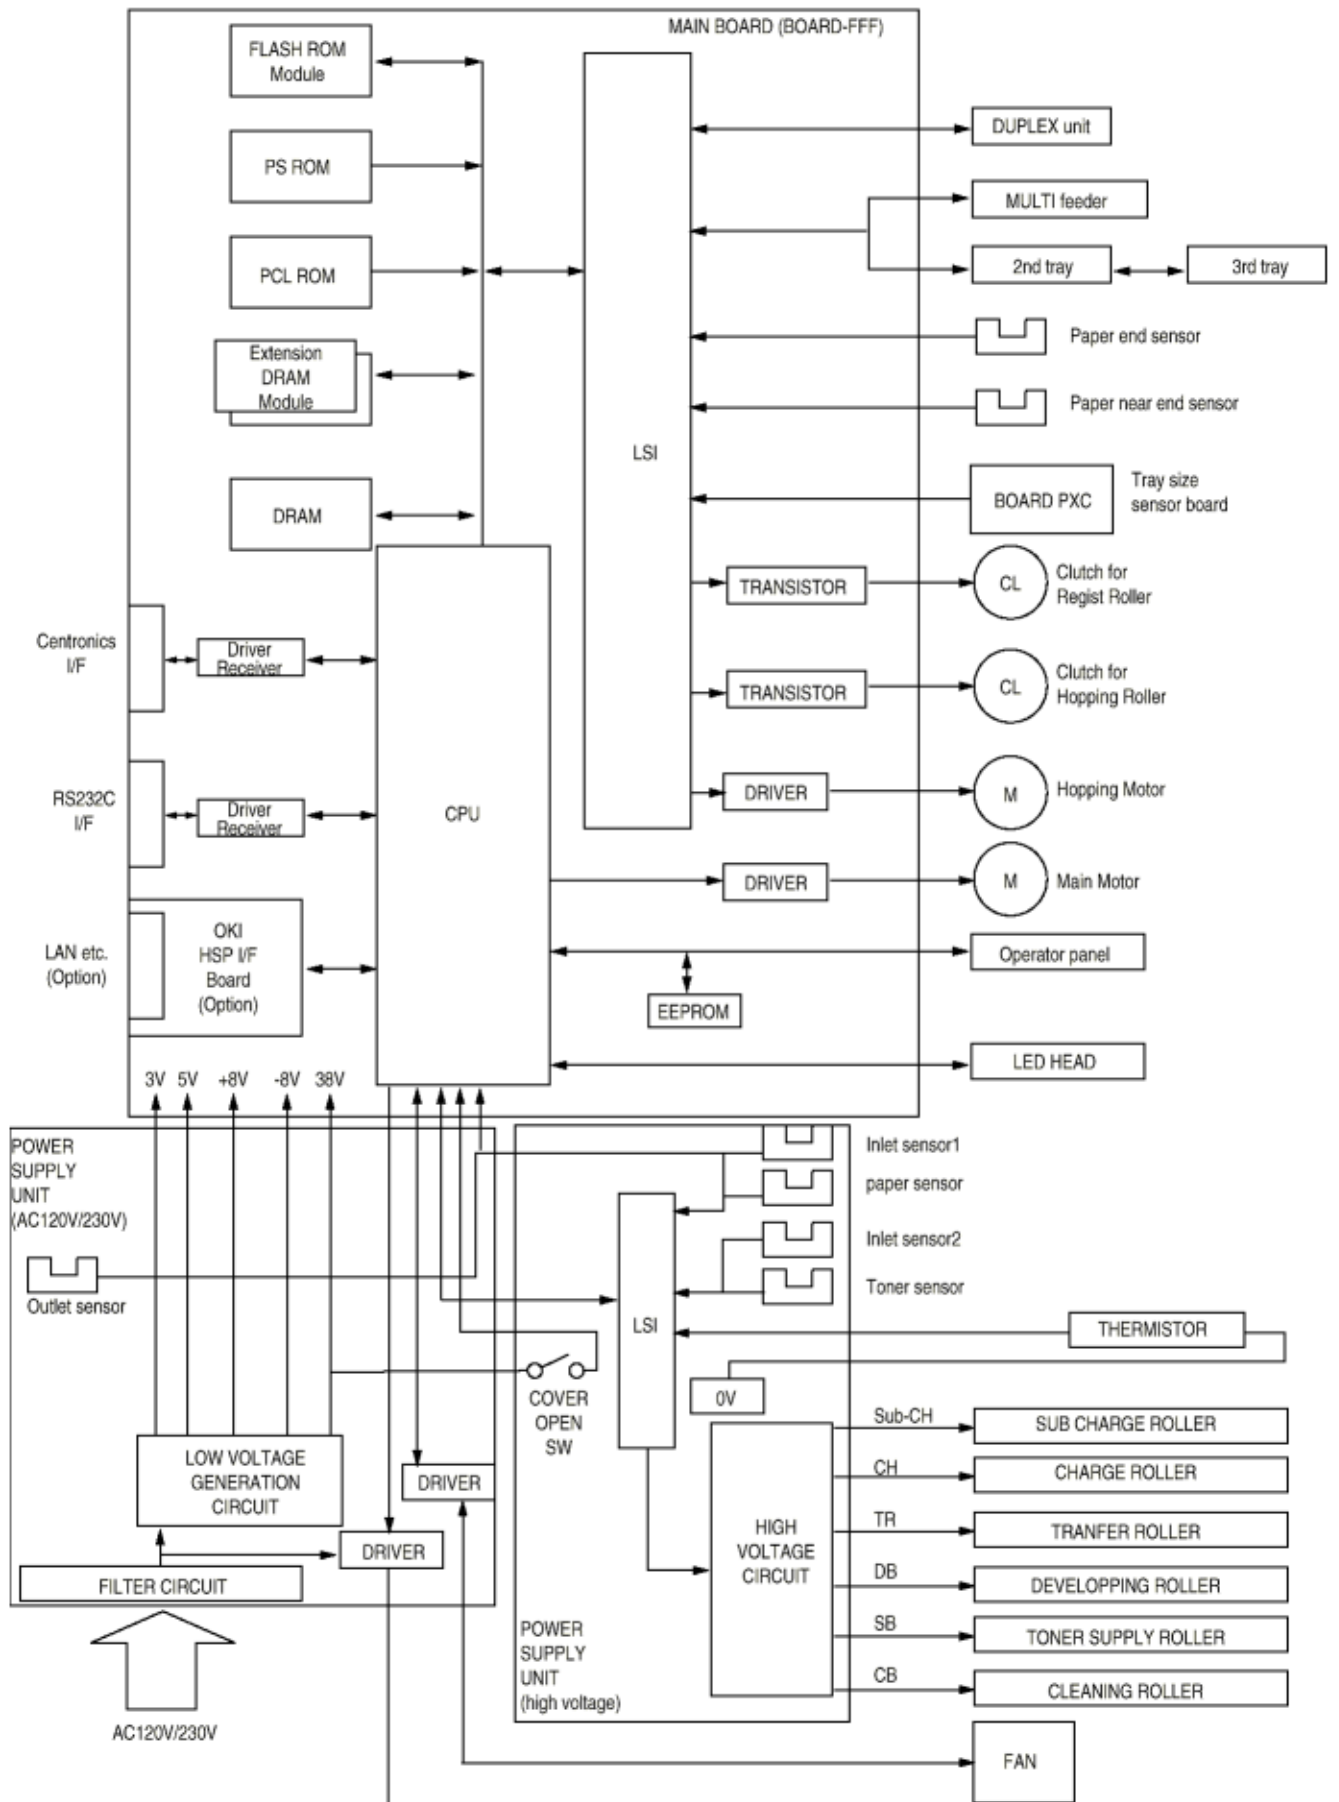 MAIN BOARD (BOARD-FFF)
FLASH ROM
Module
PS ROM
PCL ROM
Extension
DRAM
Module
DRAM
LSI
DUPLEX unit
MULTI feeder
2nd tray
3rd tray
Paper end sensor
Paper near end sensor
BOARD PXC
Tray size
sensor board
TRANSISTOR
CL
Clutch for
Regist Roller
TRANSISTOR
CL
Clutch for
Hopping Roller
DRIVER
M
Hopping Motor
DRIVER
M
Main Motor
Centronics
I/F
Driver
Receiver
RS232C
I/F
Driver
Receiver
CPU
LAN etc.
(Option)
OKI
HSP I/F
Board
(Option)
Operator panel
EEPROM
LED HEAD
3V
5V
+8V
-8V
38V
POWER
SUPPLY
UNIT
(AC120V/230V)
Outlet sensor
Inlet sensor1
paper sensor
Inlet sensor2
Toner sensor
LSI
THERMISTOR
0V
COVER
OPEN
SW
LOW VOLTAGE
GENERATION
CIRCUIT
DRIVER
DRIVER
FILTER CIRCUIT
AC120V/230V
HIGH
VOLTAGE
CIRCUIT
Sub-CH
SUB CHARGE ROLLER
CH
CHARGE ROLLER
TR
TRANFER ROLLER
DB
DEVELOPPING ROLLER
SB
TONER SUPPLY ROLLER
CB
CLEANING ROLLER
POWER
SUPPLY
UNIT
(high voltage)
FAN